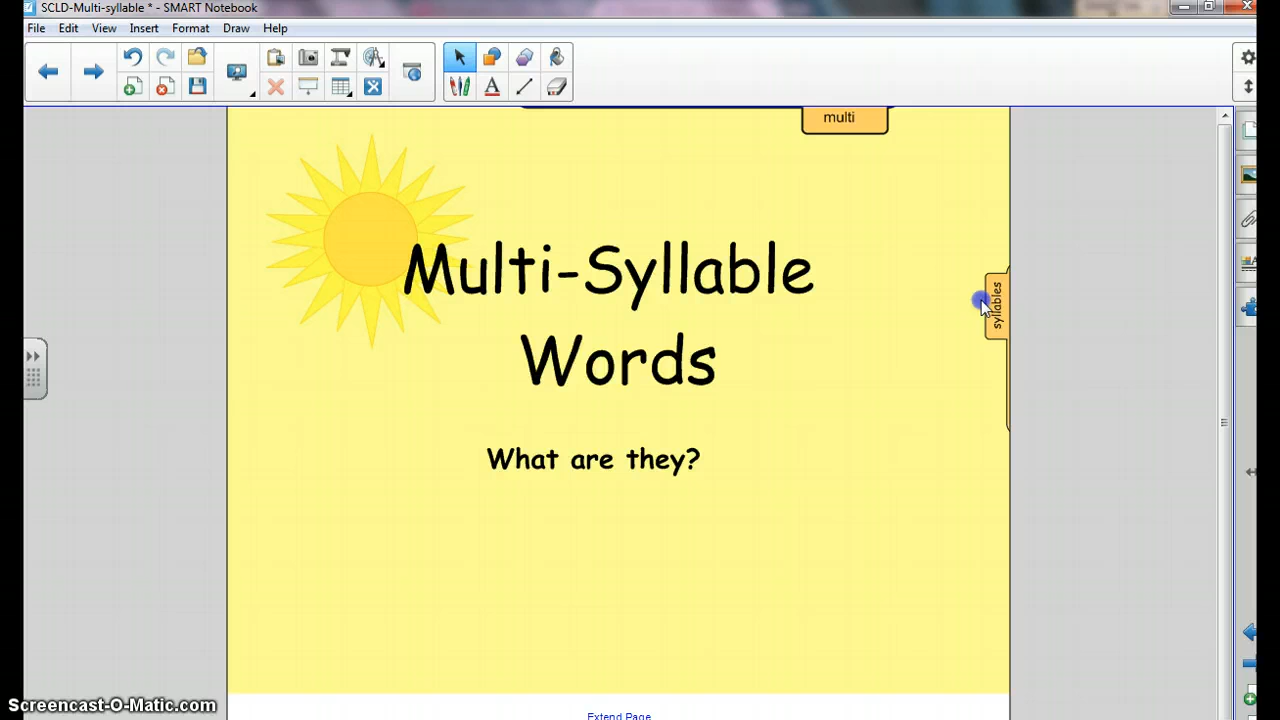 SCLD-Multi-syllable * - SMART Notebook
File Edit View Insert Format Draw Help
multi
Multi-Syllable
syllables
Words
What are they?
Extend Page
Screencast-O-Matic.com